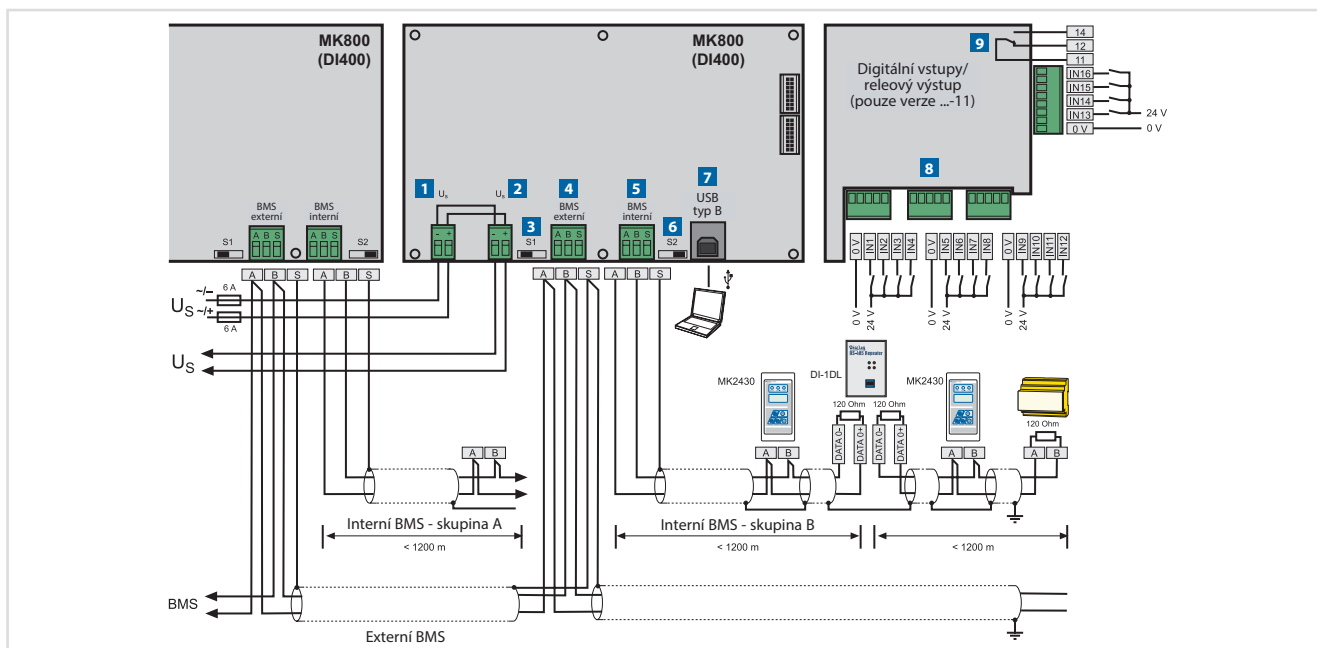 MK800
(DI400)
BMS
externí
A B S
BMS
interní
A B S
S1
S2
MK800
(DI400)
1
Us
Us
2
- +
- +
3
S1
4
BMS
externí
A B S
5
BMS
interní
A B S
6
S2
7
USB
typ B
Digitální vstupy/
releový výstup
(pouze verze ...-11)
8
9
14
12
11
IN16
IN15
IN14
IN13
0 V
24 V
0 V
0 V
IN1
IN2
IN3
IN4
0 V
IN5
IN6
IN7
IN8
0 V
IN9
IN10
IN11
IN12
0 V
24 V
0 V
24 V
0 V
24 V
A B S
A B S
A B S
A B S
US
~/–
6 A
~/+
6 A
US
MK2430
DI-1DL
RS-485 Repeater
MK2430
120 Ohm
120 Ohm
120 Ohm
DATA 0-
DATA 0+
DATA 0-
DATA 0+
A B
A B
A B
A B
Interní BMS - skupina A
< 1200 m
Interní BMS - skupina B
< 1200 m
< 1200 m
BMS
Externí BMS